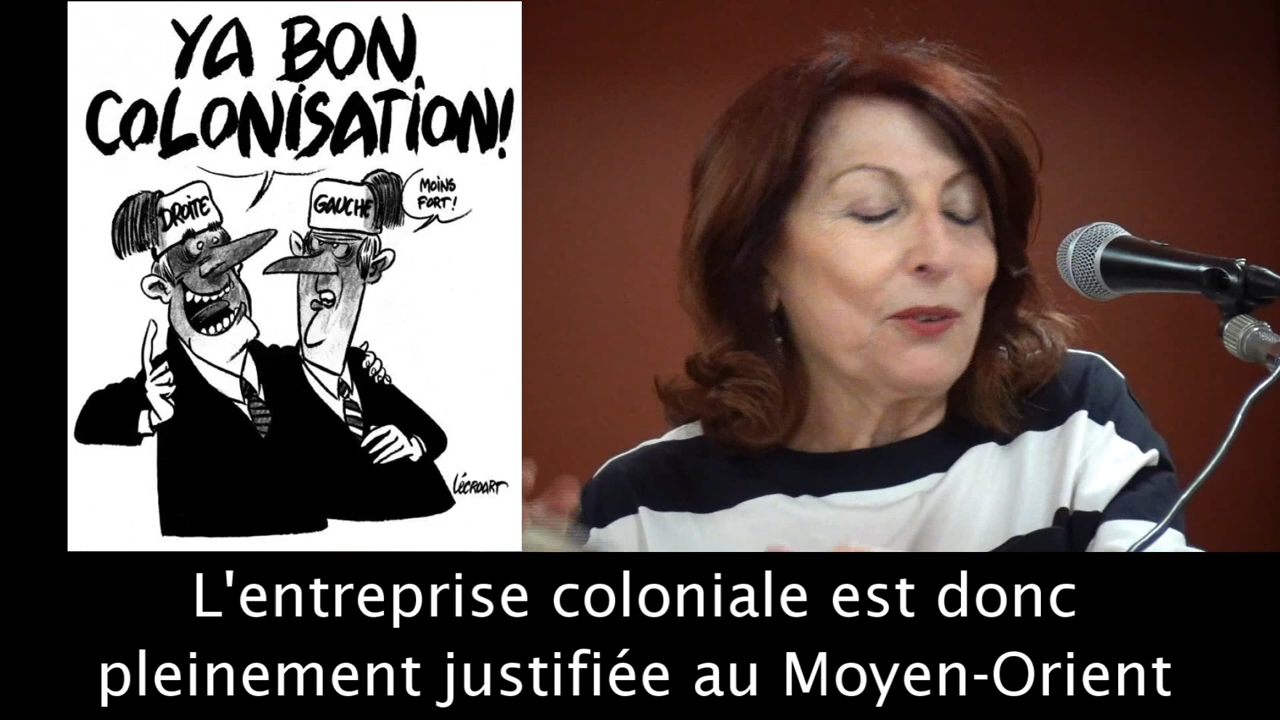 YA BON
COLONISATION!
DROITE
GAUCHE
MOINS
FORT!
LÉCROART
L'entreprise coloniale est donc
pleinement justifiée au Moyen-Orient